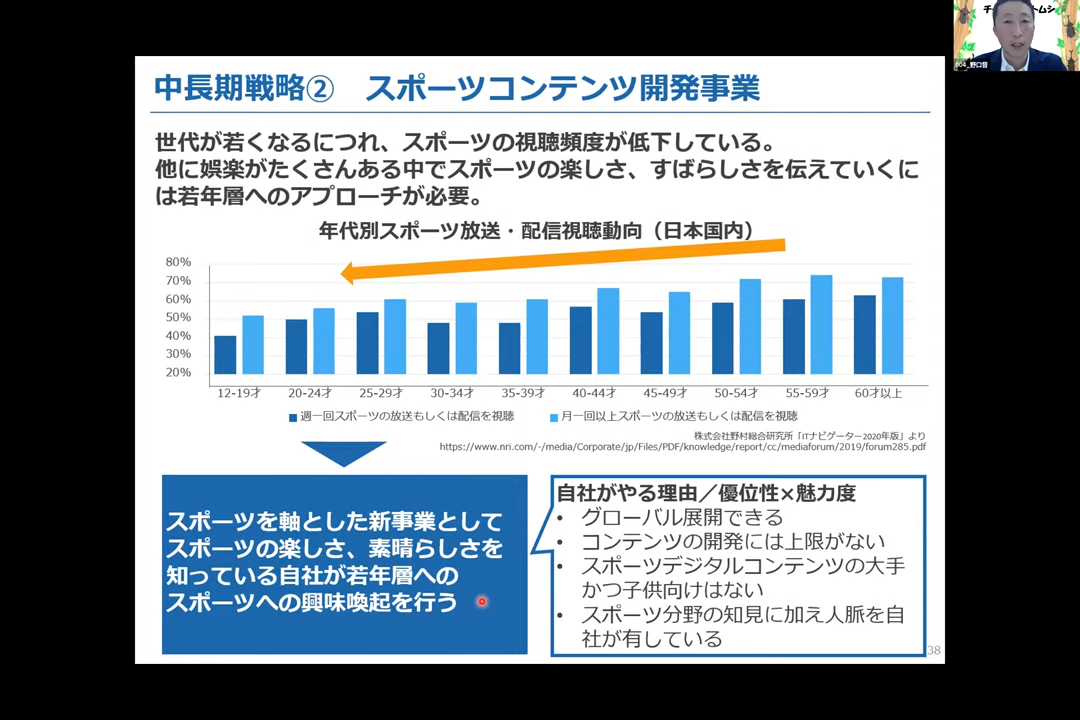 中長期戦略② スポーツコンテンツ開発事業
世代が若くなるにつれ、スポーツの視聴頻度が低下している。
他に娯楽がたくさんある中でスポーツの楽しさ、すばらしさを伝えていくに
は若年層へのアプローチが必要。
年代別スポーツ放送・配信視聴動向（日本国内）
80%
70%
60%
50%
40%
30%
20%
12-19才 20-24才 25-29才 30-34才 35-39才 40-44才 45-49才 50-54才 55-59才 60才以上
週一回スポーツの放送もしくは配信を視聴 月一回以上スポーツの放送もしくは配信を視聴
株式会社野村総合研究所「ITナビゲーター2020年版」より
https://www.nri.com/-/media/Corporate/jp/Files/PDF/knowledge/report/cc/mediaforum/2019/forum285.pdf
スポーツを軸とした新事業として
スポーツの楽しさ、素晴らしさを
知っている自社が若年層への
スポーツへの興味喚起を行う
自社がやる理由／優位性×魅力度
• グローバル展開できる
• コンテンツの開発には上限がない
• スポーツデジタルコンテンツの大手
かつ子供向けはない
• スポーツ分野の知見に加え人脈を自
社が有している
38
004_野口督